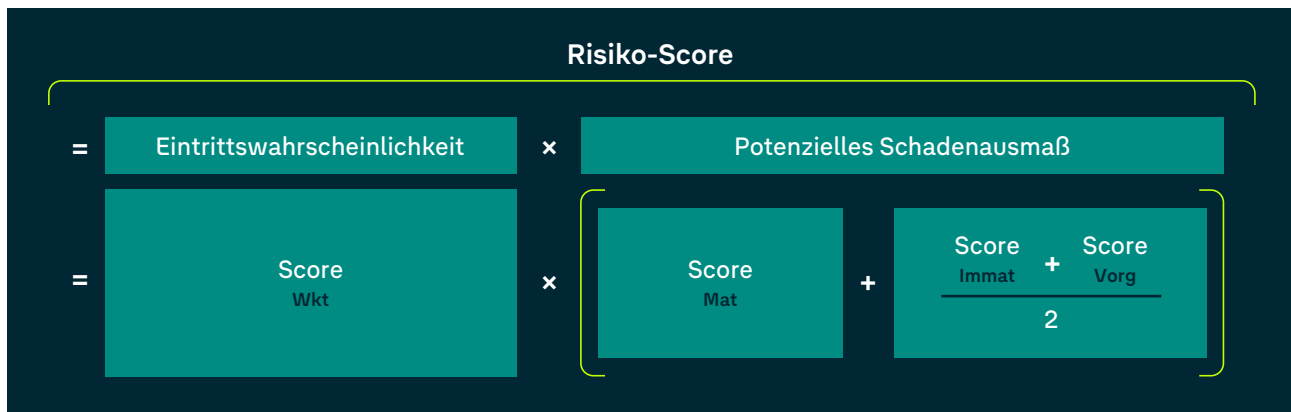 Risiko-Score
= Eintrittswahrscheinlichkeit × Potenzielles Schadenausmaß
= Score Wkt × [ Score Mat + Score Immat + Score Vorg
2 ]